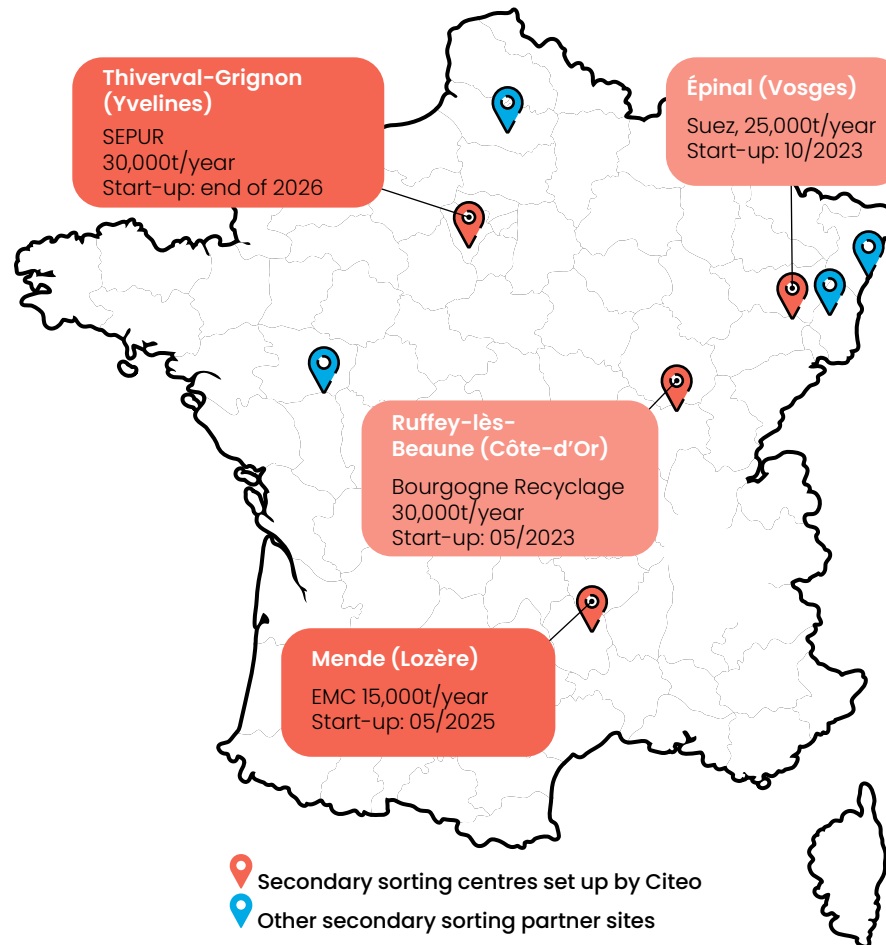 Thiverval-Grignon
(Yvelines)
SEPUR
30,000t/year
Start-up: end of 2026
Épinal (Vosges)
Suez, 25,000t/year
Start-up: 10/2023
Ruffey-lès-
Beaune (Côte-d’Or)
Bourgogne Recyclage
30,000t/year
Start-up: 05/2023
Mende (Lozère)
EMC 15,000t/year
Start-up: 05/2025
Secondary sorting centres set up by Citeo
Other secondary sorting partner sites